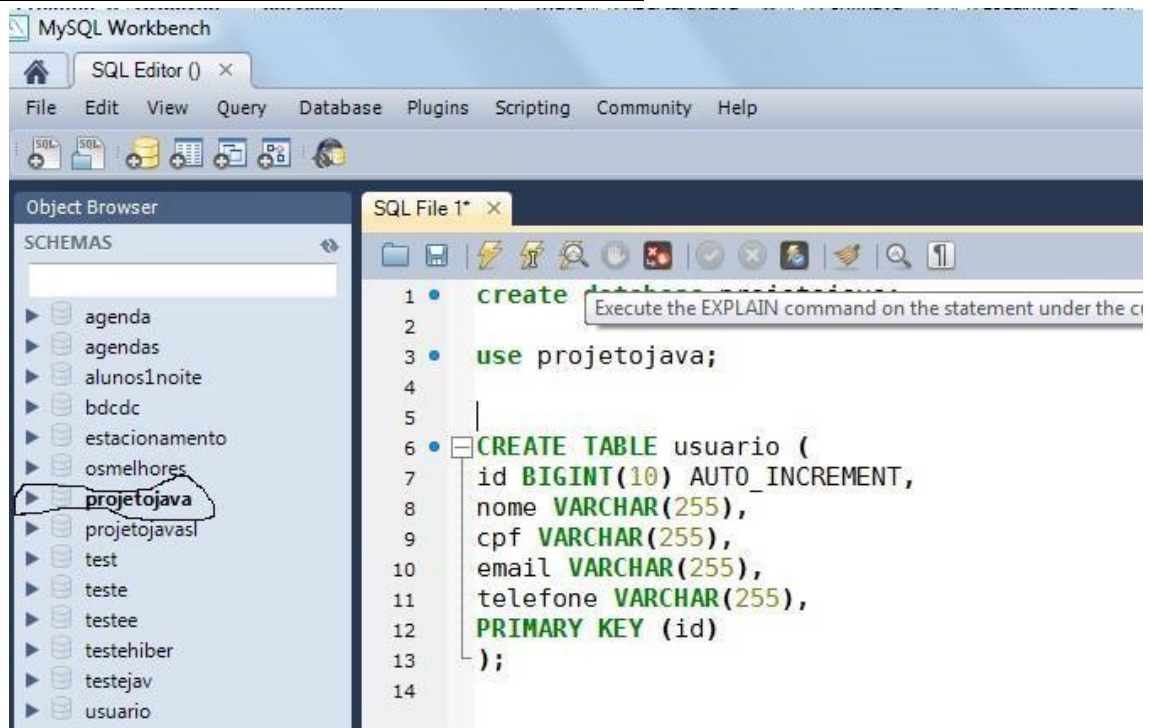 MySQL Workbench
SQL Editor ()
File Edit View Query Database Plugins Scripting Community Help
SQL SQL
Object Browser
SCHEMAS
agenda
agendas
alunos1noite
bdcdc
estacionamento
osmelhores
projetojava
projetojavasl
test
teste
testee
testehiber
testejav
usuario
SQL File 1*
1 create
Execute the EXPLAIN command on the statement under the
2
3 use projetojava;
4
5
6 CREATE TABLE usuario (
7 id BIGINT(10) AUTO_INCREMENT,
8 nome VARCHAR(255),
9 cpf VARCHAR(255),
10 email VARCHAR(255),
11 telefone VARCHAR(255),
12 PRIMARY KEY (id)
13 );
14